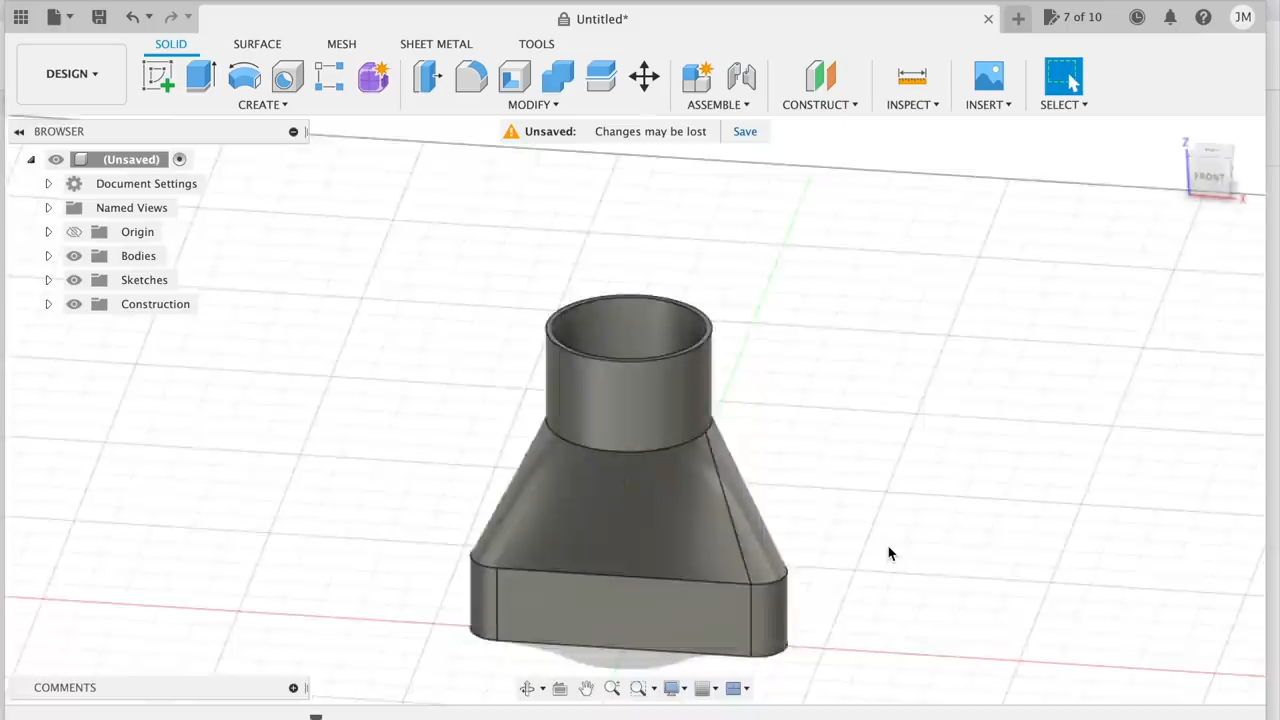 Untitled*
7 of 10
JM
DESIGN
SOLID
SURFACE
MESH
SHEET METAL
TOOLS
CREATE
MODIFY
ASSEMBLE
CONSTRUCT
INSPECT
INSERT
SELECT
BROWSER
Unsaved: Changes may be lost
Save
(Unsaved)
Document Settings
Named Views
Origin
Bodies
Sketches
Construction
Z
FRONT
X
COMMENTS